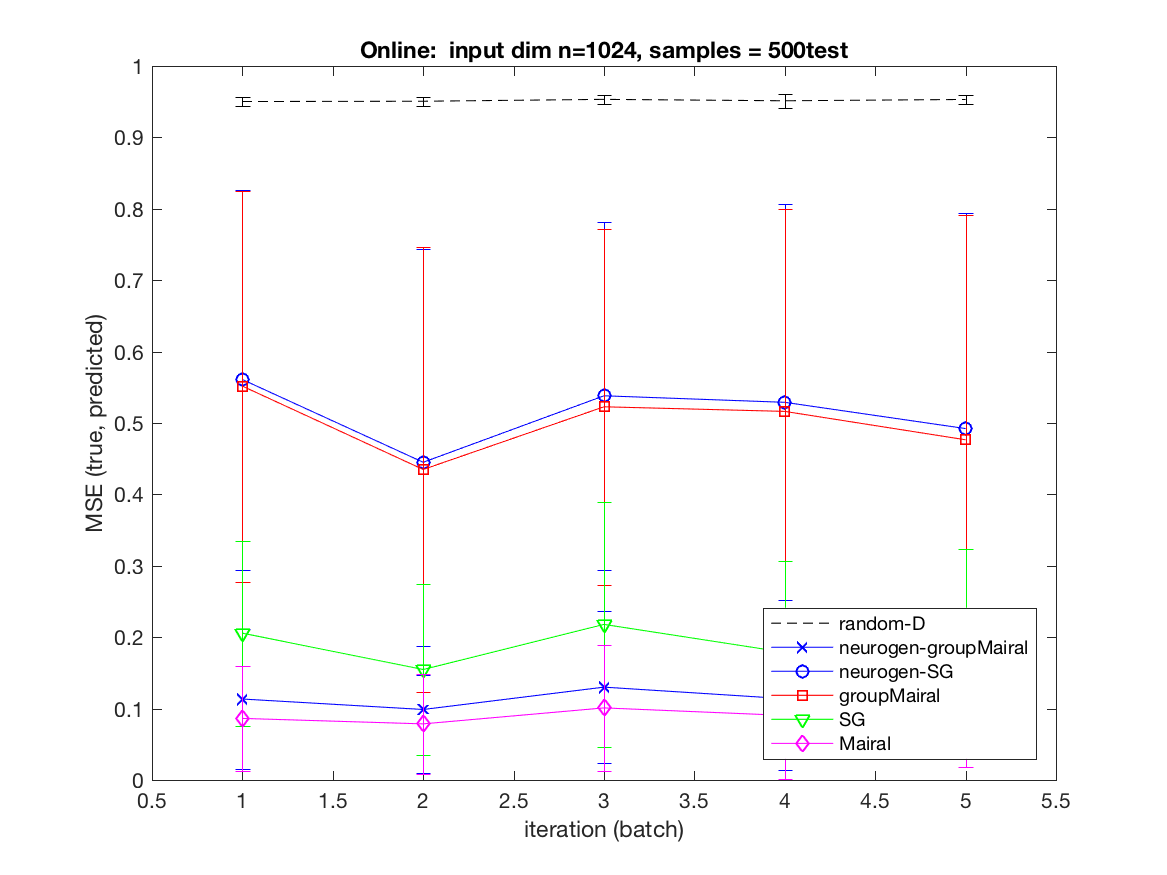 Online:  input dim n=1024, samples = 500test
1
0.9
0.8
0.7
0.6
0.5
0.4
0.3
0.2
0.1
0
MSE (true, predicted)
random-D
neurogen-groupMairal
neurogen-SG
groupMairal
SG
Mairal
0.5 1 1.5 2 2.5 3 3.5 4 4.5 5 5.5
iteration (batch)